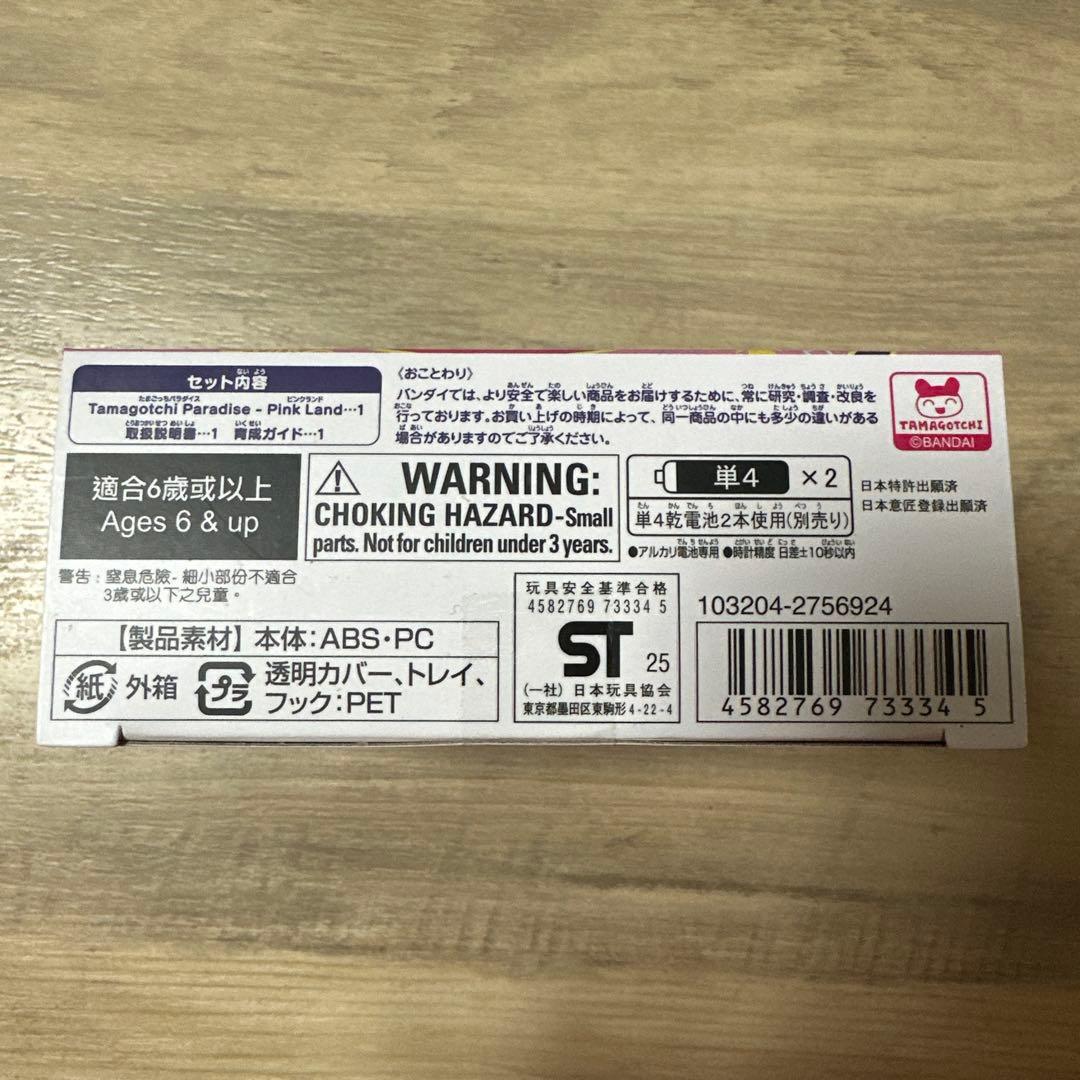 セット内容
Tamagotchi Paradise - Pink Land…1
取扱説明書…1 育成ガイド…1
〈おことわり〉
バンダイでは、より安全で楽しい商品をお届けするために、常に研究・調査・改良を
行っております。お買い上げの時期によって、同一商品の中にも多少の違いがある
場合がありますのでご了承ください。
TAMAGOTCHI
©BANDAI
適合6歲或以上
Ages 6 & up
WARNING:
CHOKING HAZARD-Small
parts. Not for children under 3 years.
単4 ×2
単4乾電池2本使用(別売り)
●アルカリ電池専用 ●時計精度 日差±10秒以内
日本特許出願済
日本意匠登録出願済
警告：窒息危險- 細小部份不適合
3歲或以下之兒童。
【製品素材】本体:ABS・PC
紙 外箱 プラ 透明カバー、トレイ、
フック:PET
玩具安全基準合格
4582769 73334 5
ST 25
(一社) 日本玩具協会
東京都墨田区東駒形4-22-4
103204-2756924
4582769 73334 5